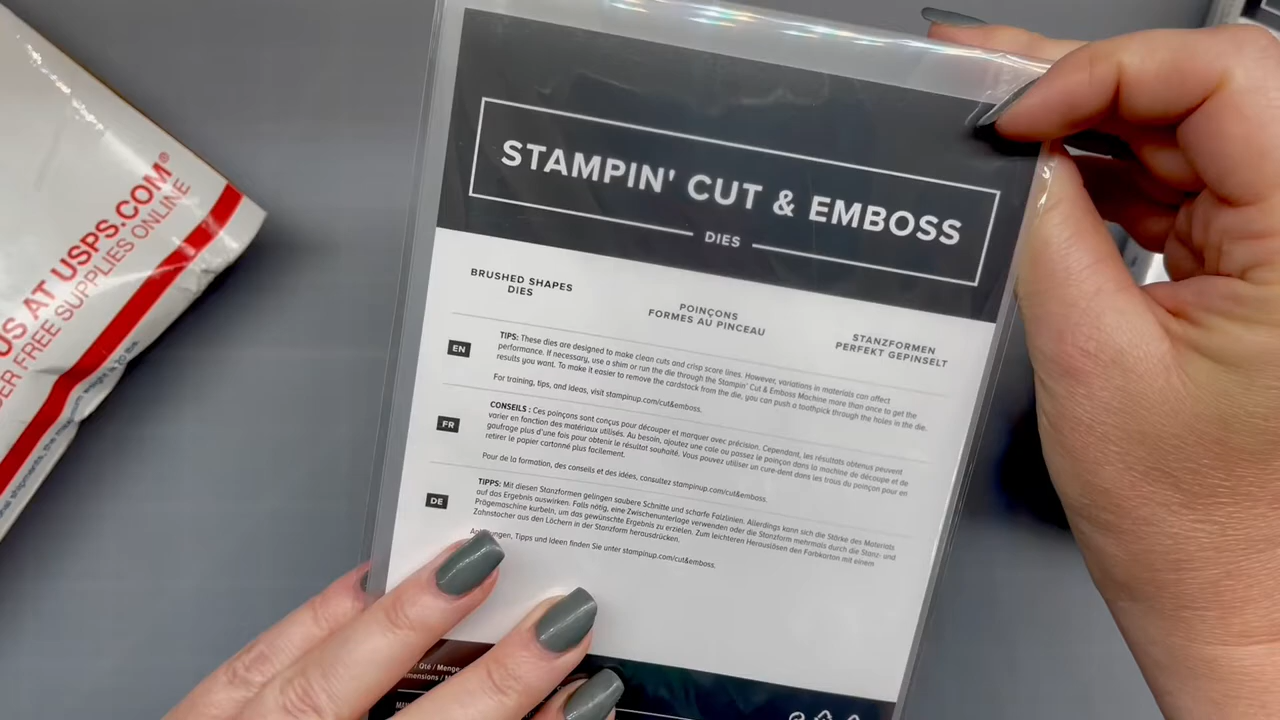 US AT USPS.COM®
ER FREE SUPPLIES ONLINE
STAMPIN' CUT & EMBOSS
DIES
BRUSHED SHAPES
DIES
POINÇONS
FORMES AU PINCEAU
STANZFORMEN
PERFEKT GEPINSELT
EN
TIPS: These dies are designed to make clean cuts and crisp score lines. However, variations in materials can affect
performance. If necessary, use a shim or run the die through the Stampin' Cut & Emboss Machine more than once to get the
results you want. To make it easier to remove the cardstock from the die, you can push a toothpick through the holes in the die.
For training, tips, and ideas, visit stampinup.com/cut&emboss.
FR
CONSEILS : Ces poinçons sont conçus pour découper et marquer avec précision. Cependant, les résultats obtenus peuvent
varier en fonction des matériaux utilisés. Au besoin, ajoutez une cale ou passez le poinçon dans la machine de découpe et de
gaufrage plus d'une fois pour obtenir le résultat souhaité. Vous pouvez utiliser un cure-dent dans les trous du poinçon pour en
retirer le papier cartonné plus facilement.
Pour de la formation, des conseils et des idées, consultez stampinup.com/cut&emboss.
DE
TIPPS: Mit diesen Stanzformen gelingen saubere Schnitte und scharfe Falzlinien. Allerdings kann sich die Stärke des Materials
auf das Ergebnis auswirken. Falls nötig, eine Zwischenunterlage verwenden oder die Stanzform mehrmals durch die Stanz- und
Prägemaschine kurbeln, um das gewünschte Ergebnis zu erzielen. Zum leichteren Herauslösen den Farbkarton mit einem
Zahnstocher aus den Löchern in der Stanzform herausdrücken.
Tipps und Ideen finden Sie unter stampinup.com/cut&emboss.
/ Qté / Menge